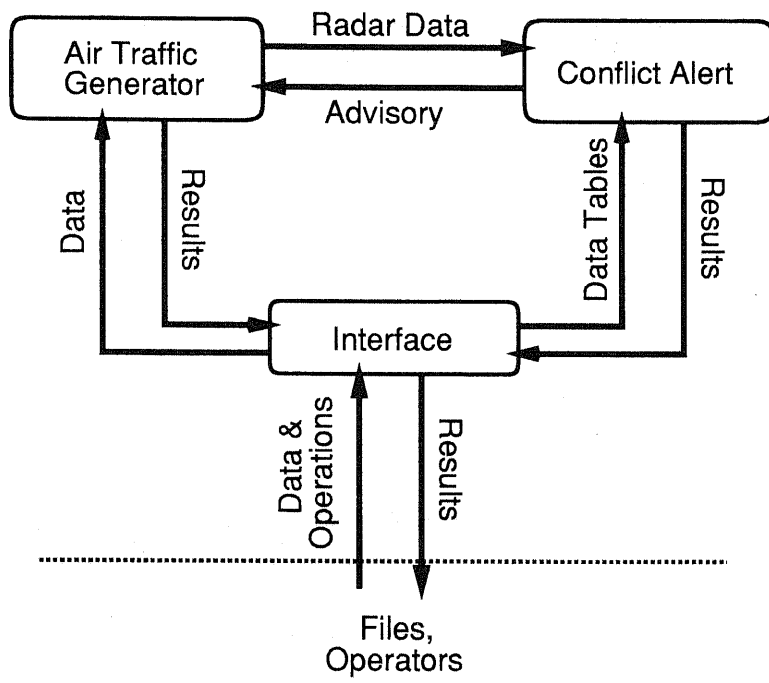 Radar Data
Air Traffic
Generator
Conflict Alert
Advisory
Data
Results
Data Tables
Results
Interface
Data &
Operations
Results
Files,
Operators